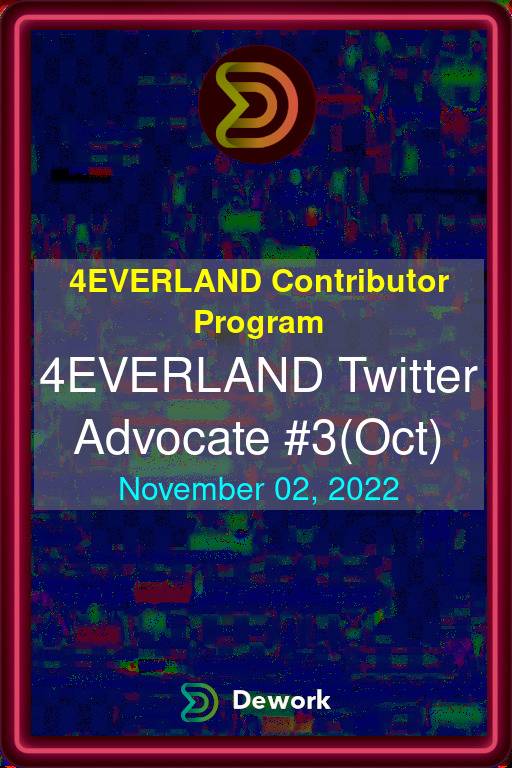 4EVERLAND Contributor
Program
4EVERLAND Twitter
Advocate #3(Oct)
November 02, 2022
Dework